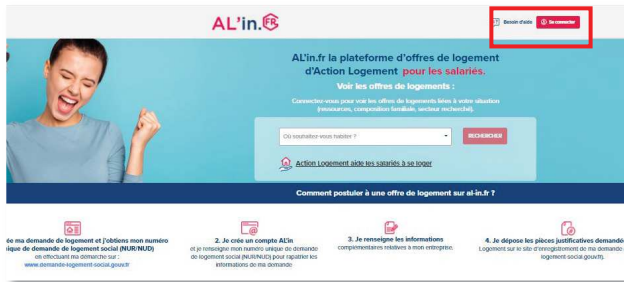 AL'in.FR
Besoin d'aide
Se connecter
AL'in.fr la plateforme d'offres de logement
d'Action Logement pour les salariés.
Voir les offres de logements :
Connectez-vous pour voir les offres de logements liées à votre situation
(ressources, composition familiale, secteur recherché).
Où souhaitez-vous habiter ?
RECHERCHER
Action Logement aide les salariés à se loger
Comment postuler à une offre de logement sur al-in.fr ?
ée ma demande de logement et j'obtiens mon numéro
ique de demande de logement social (NUR/NUD)
en effectuant ma démarche sur :
www.demande-logement-social.gouv.fr
2. Je crée un compte AL'in
et je renseigne mon numéro unique de demande
de logement social (NUR/NUD) pour rapatrier les
informations de ma demande
3. Je renseigne les informations
complémentaires relatives à mon entreprise.
4. Je dépose les pièces justificatives demandé
Logement sur le site d'enregistrement de ma demande
logement-social.gouv.fr).